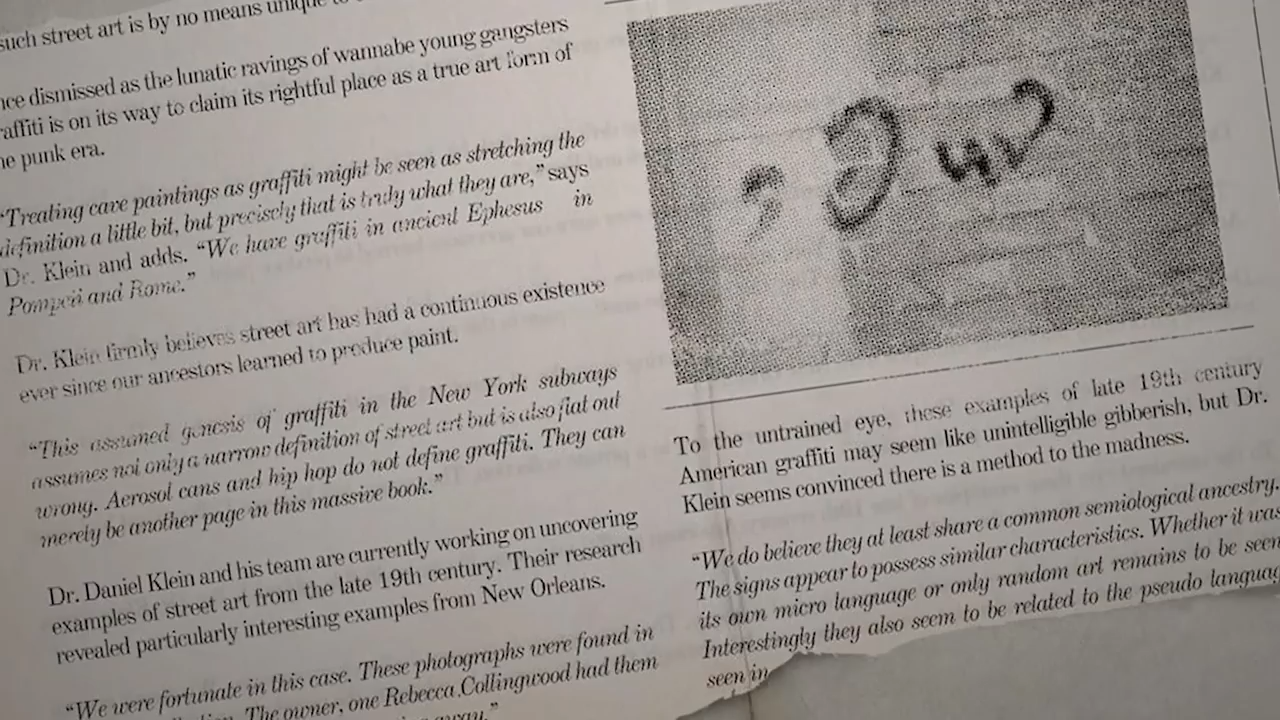 such street art is by no means unique to
nce dismissed as the lunatic ravings of wannabe young gangsters
raffiti is on its way to claim its rightful place as a true art form of
he punk era.
“Treating cave paintings as graffiti might be seen as stretching the
definition a little bit, but precisely that is truly what they are,” says
Dr. Klein and adds. “We have graffiti in ancient Ephesus in
Pompeii and Rome.”
Dr. Klein firmly believes street art has had a continuous existence
ever since our ancestors learned to produce paint.
“This assumed genesis of graffiti in the New York subways
assumes not only a narrow definition of street art but is also flat out
wrong. Aerosol cans and hip hop do not define graffiti. They can
merely be another page in this massive book.”
Dr. Daniel Klein and his team are currently working on uncovering
examples of street art from the late 19th century. Their research
revealed particularly interesting examples from New Orleans.
“We were fortunate in this case. These photographs were found in
The owner, one Rebecca Collingwood had them
away.”
To the untrained eye, these examples of late 19th century
American graffiti may seem like unintelligible gibberish, but Dr.
Klein seems convinced there is a method to the madness.
“We do believe they at least share a common semiological ancestry.
The signs appear to possess similar characteristics. Whether it was
its own micro language or only random art remains to be seen
Interestingly they also seem to be related to the pseudo languag
seen in